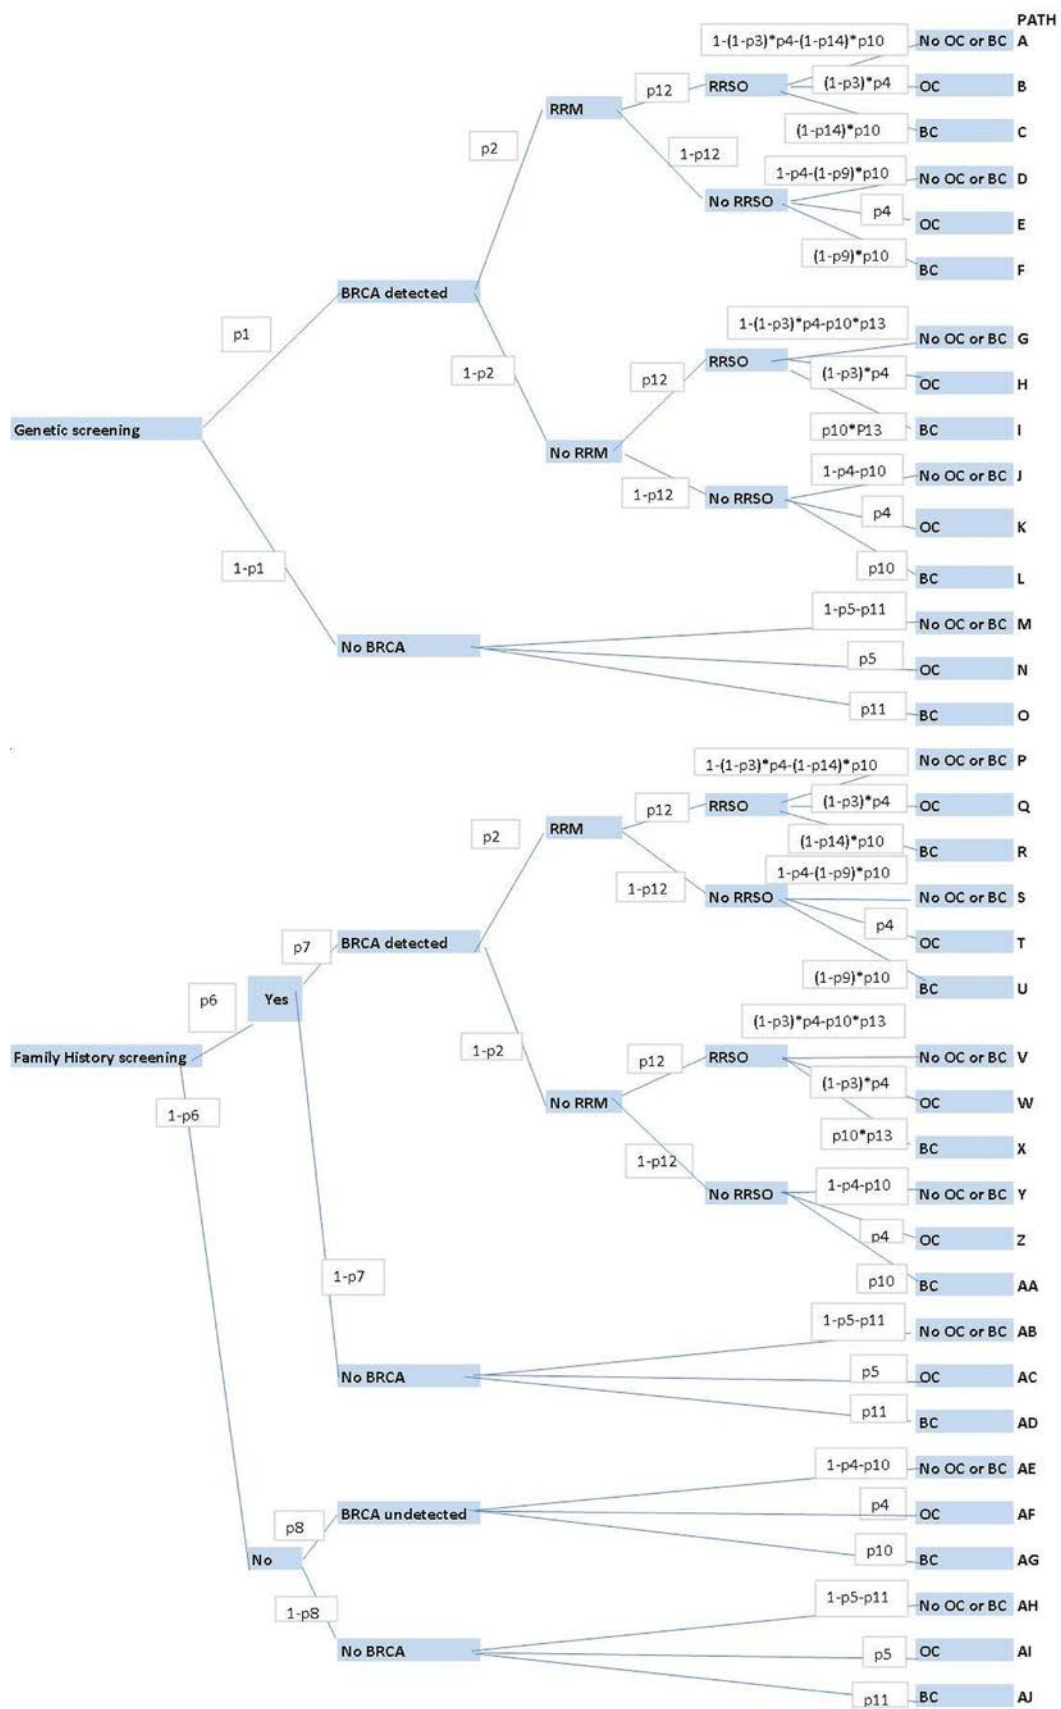 PATH
1-(1-p3)*p4-(1-p14)*p10
No OC or BC A
p12
RRSO
(1-p3)*p4
OC B
RRM
(1-p14)*p10
BC C
p2
1-p12
1-p4-(1-p9)*p10
No OC or BC D
No RRSO
p4
OC E
(1-p9)*p10
BC F
BRCA detected
p1
1-(1-p3)*p4-p10*p13
No OC or BC G
1-p2
p12
RRSO
(1-p3)*p4
OC H
Genetic screening
p10*P13
BC I
No RRM
1-p4-p10
No OC or BC J
1-p12
No RRSO
p4
OC K
1-p1
p10
BC L
1-p5-p11
No OC or BC M
No BRCA
p5
OC N
p11
BC O
1-(1-p3)*p4-(1-p14)*p10
No OC or BC P
p12
RRSO
(1-p3)*p4
OC Q
p2
RRM
(1-p14)*p10
BC R
1-p12
1-p4-(1-p9)*p10
No RRSO
No OC or BC S
p7
BRCA detected
p4
OC T
p6
Yes
(1-p9)*p10
BC U
(1-p3)*p4-p10*p13
Family History screening
1-p2
p12
RRSO
No OC or BC V
(1-p3)*p4
OC W
1-p6
No RRM
p10*p13
BC X
1-p12
No RRSO
1-p4-p10
No OC or BC Y
p4
OC Z
1-p7
p10
BC AA
1-p5-p11
No OC or BC AB
No BRCA
p5
OC AC
p11
BC AD
1-p4-p10
No OC or BC AE
BRCA undetected
p4
OC AF
p8
No
p10
BC AG
1-p8
1-p5-p11
No OC or BC AH
No BRCA
p5
OC AI
p11
BC AJ